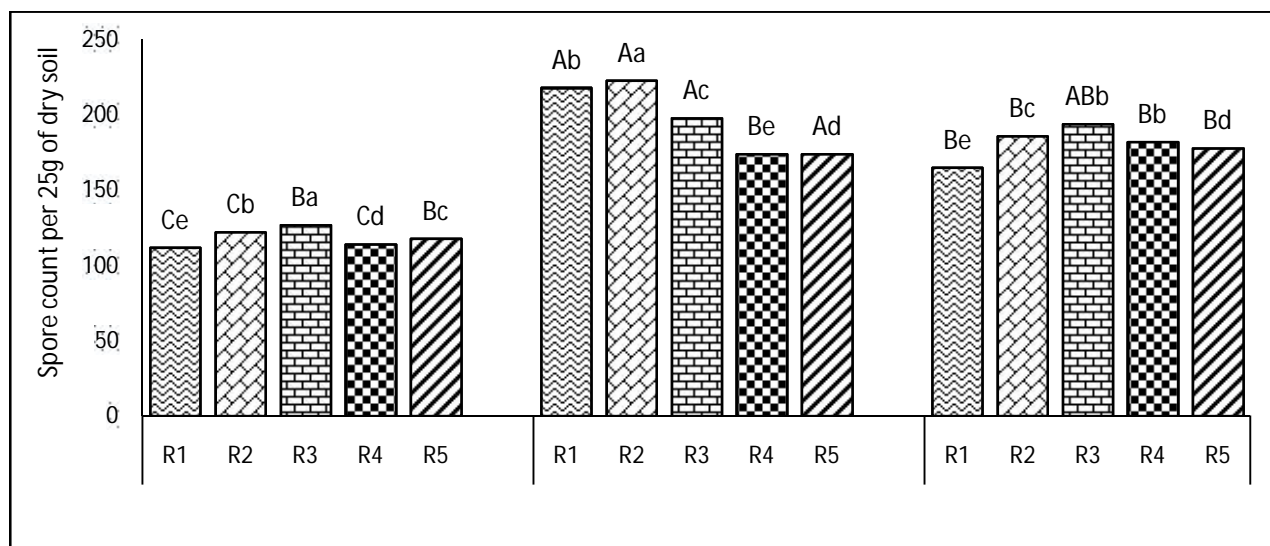 Spore count per 25g of dry soil
250
200
150
100
50
0
Ce Cb Ba Cd Bc
Ab Aa Ac Be Ad
Be Bc ABb Bb Bd
R1 R2 R3 R4 R5 R1 R2 R3 R4 R5 R1 R2 R3 R4 R5